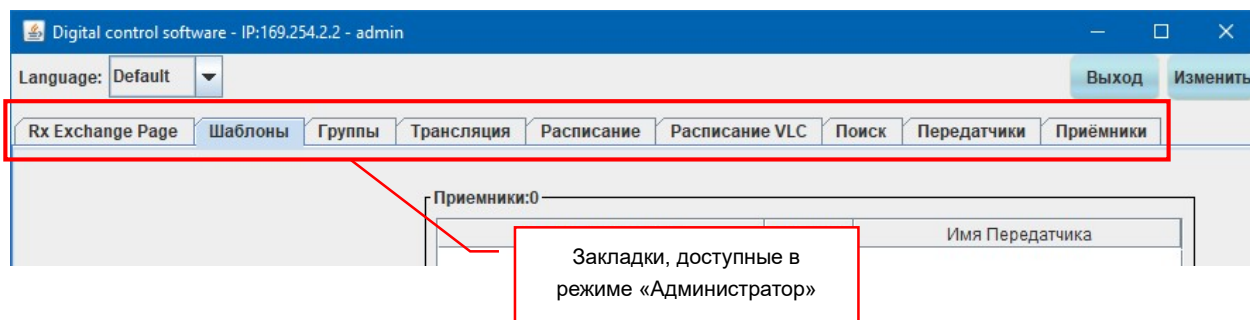 Digital control software - IP:169.254.2.2 - admin
Language: Default
Выход Изменить
Rx Exchange Page Шаблоны Группы Трансляция Расписание Расписание VLC Поиск Передатчики Приёмники
Приемники:0
Имя Передатчика
Закладки, доступные в
режиме «Администратор»